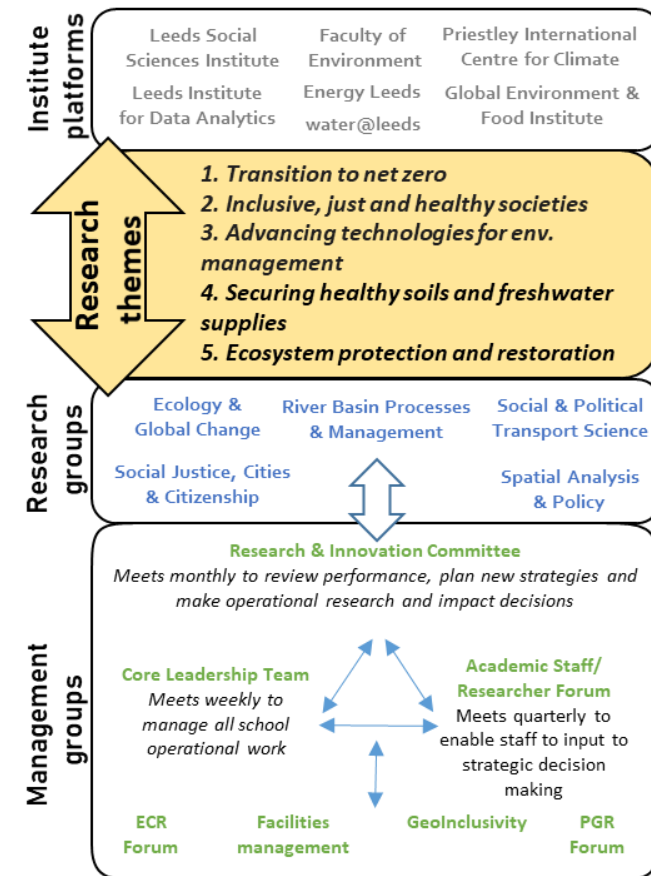 Institute
platforms
Leeds Social
Sciences Institute
Faculty of
Environment
Priestley International
Centre for Climate
Leeds Institute
for Data Analytics
Energy Leeds
water@leeds
Global Environment &
Food Institute
Research
themes
1. Transition to net zero
2. Inclusive, just and healthy societies
3. Advancing technologies for env.
management
4. Securing healthy soils and freshwater
supplies
5. Ecosystem protection and restoration
Research
groups
Ecology &
Global Change
River Basin Processes
& Management
Social & Political
Transport Science
Social Justice, Cities
& Citizenship
Spatial Analysis
& Policy
Management
groups
Research & Innovation Committee
Meets monthly to review performance, plan new strategies and
make operational research and impact decisions
Core Leadership Team
Meets weekly to
manage all school
operational work
Academic Staff/
Researcher Forum
Meets quarterly to
enable staff to input to
strategic decision
making
ECR
Forum
Facilities
management
GeoInclusivity
PGR
Forum